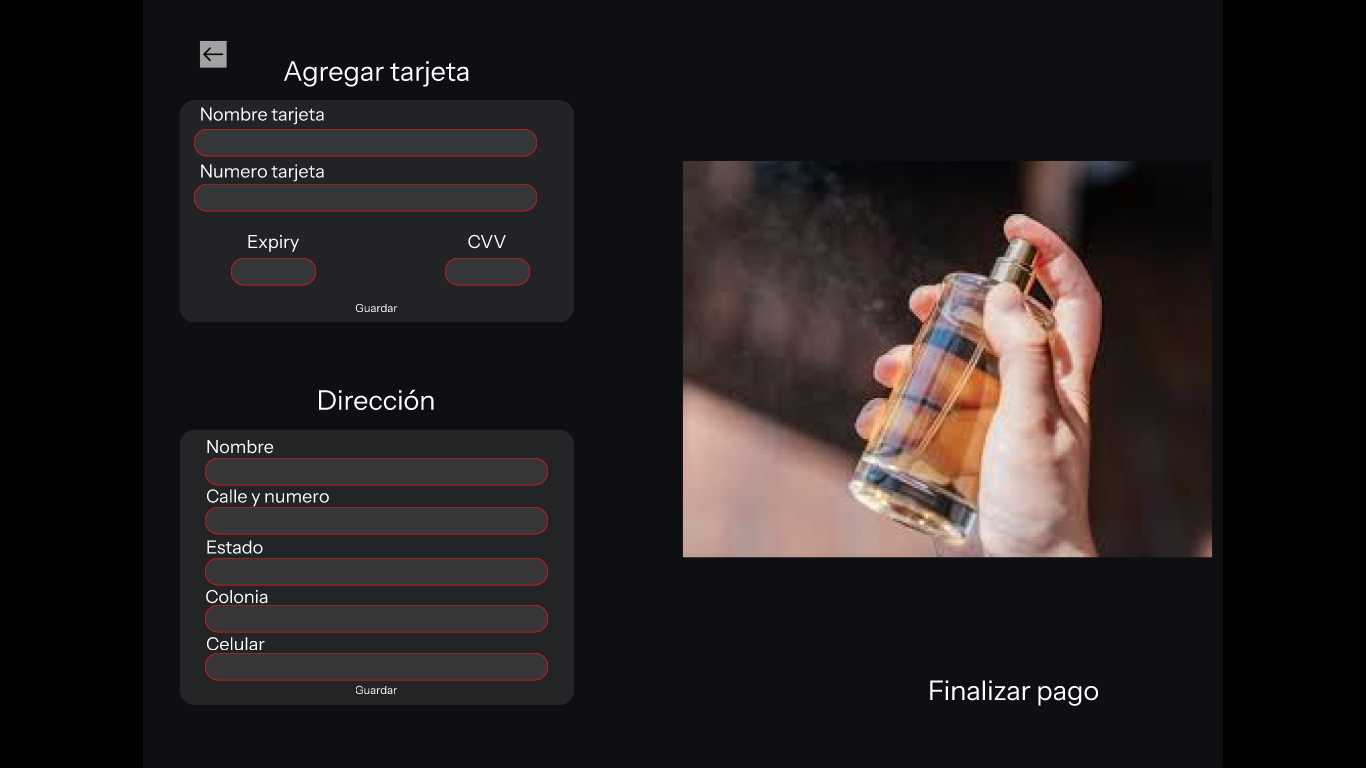 Agregar tarjeta
Nombre tarjeta
Numero tarjeta
Expiry
CVV
Guardar
Dirección
Nombre
Calle y numero
Estado
Colonia
Celular
Guardar
Finalizar pago